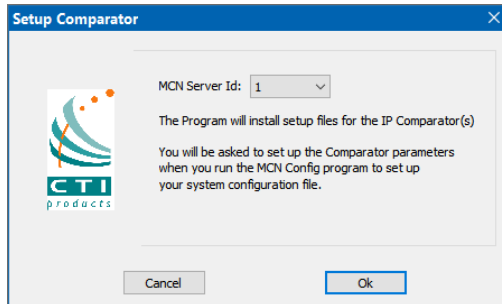 Setup Comparator
MCN Server Id: 1
The Program will install setup files for the IP Comparator(s)
You will be asked to set up the Comparator parameters
when you run the MCN Config program to set up
your system configuration file.
CTI
products
Cancel
Ok